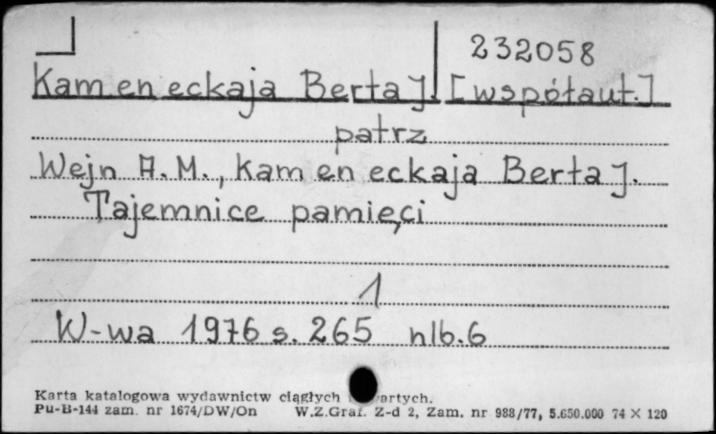 232058
Kameneckaja Berta J. [współaut.]
patrz
Wejn A.M., Kameneckaja Berta J.
Tajemnice pamięci
1
W-wa 1976 s. 265 nlb.6
Karta katalogowa wydawnictw ciągłych
Pu-B-144 zam. nr 1674/DW/On W.Z.Graf. Z-d 2, Zam. nr 988/77, 5.650.000 74 X 120